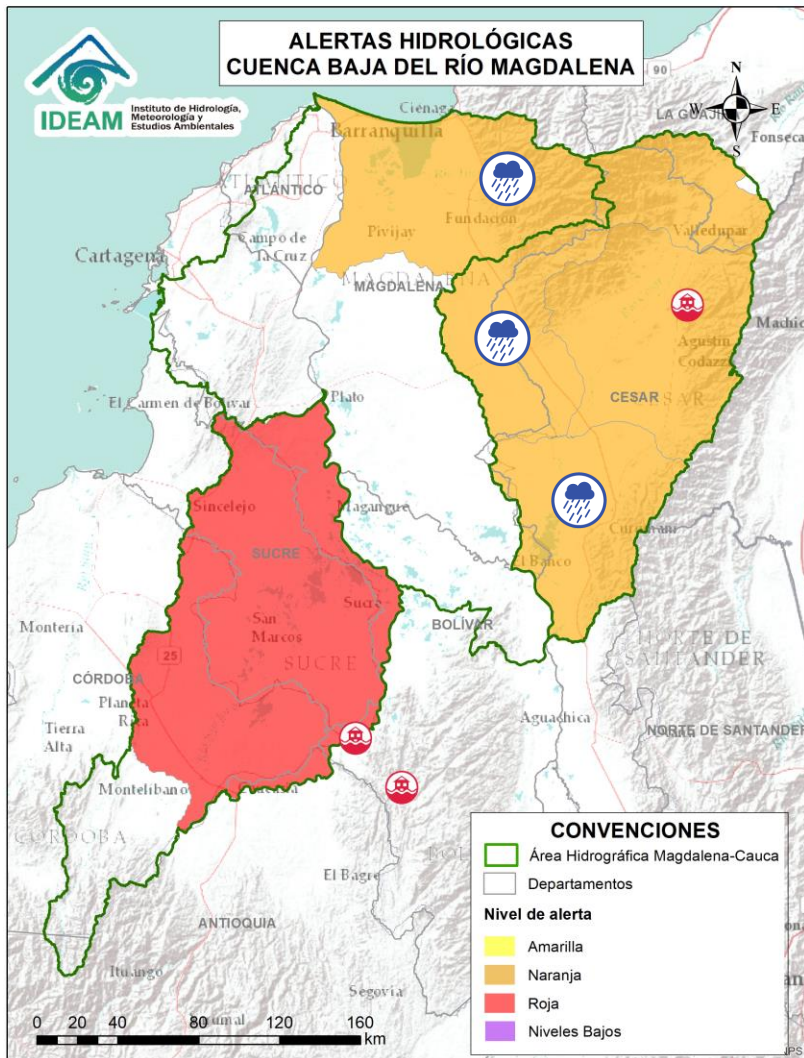 ALERTAS HIDROLÓGICAS
CUENCA BAJA DEL RÍO MAGDALENA
IDEAM
Instituto de Hidrología,
Meteorología y
Estudios Ambientales
N
E
S
90
LA GUAJIRA
Fonseca
Ciénaga
Barranquilla
ATLÁNTICO
Fundación
Pivijay
Valledupar
Campo de
la Cruz
Cartagena
MAGDALENA
MAGDALENA
Agustín
Codazzi
CESAR
El Carmen de Bolívar
Plato
Sincelejo
Magangué
SUCRE
El Banco
Sucre
San
Marcos
BOLÍVAR
Montería
SUCRE
25
NORTE DE
SANTANDER
CÓRDOBA
Planeta
Rica
Aguachica
Tierra
Alta
NORTE DE SANTANDER
Montelibano
CÓRDOBA
El Bagre
ANTIOQUIA
Ituango
Segovia
CONVENCIONES
Área Hidrográfica Magdalena-Cauca
Departamentos
Nivel de alerta
Amarilla
Naranja
Roja
Niveles Bajos
0 20 40 80 120 160
km